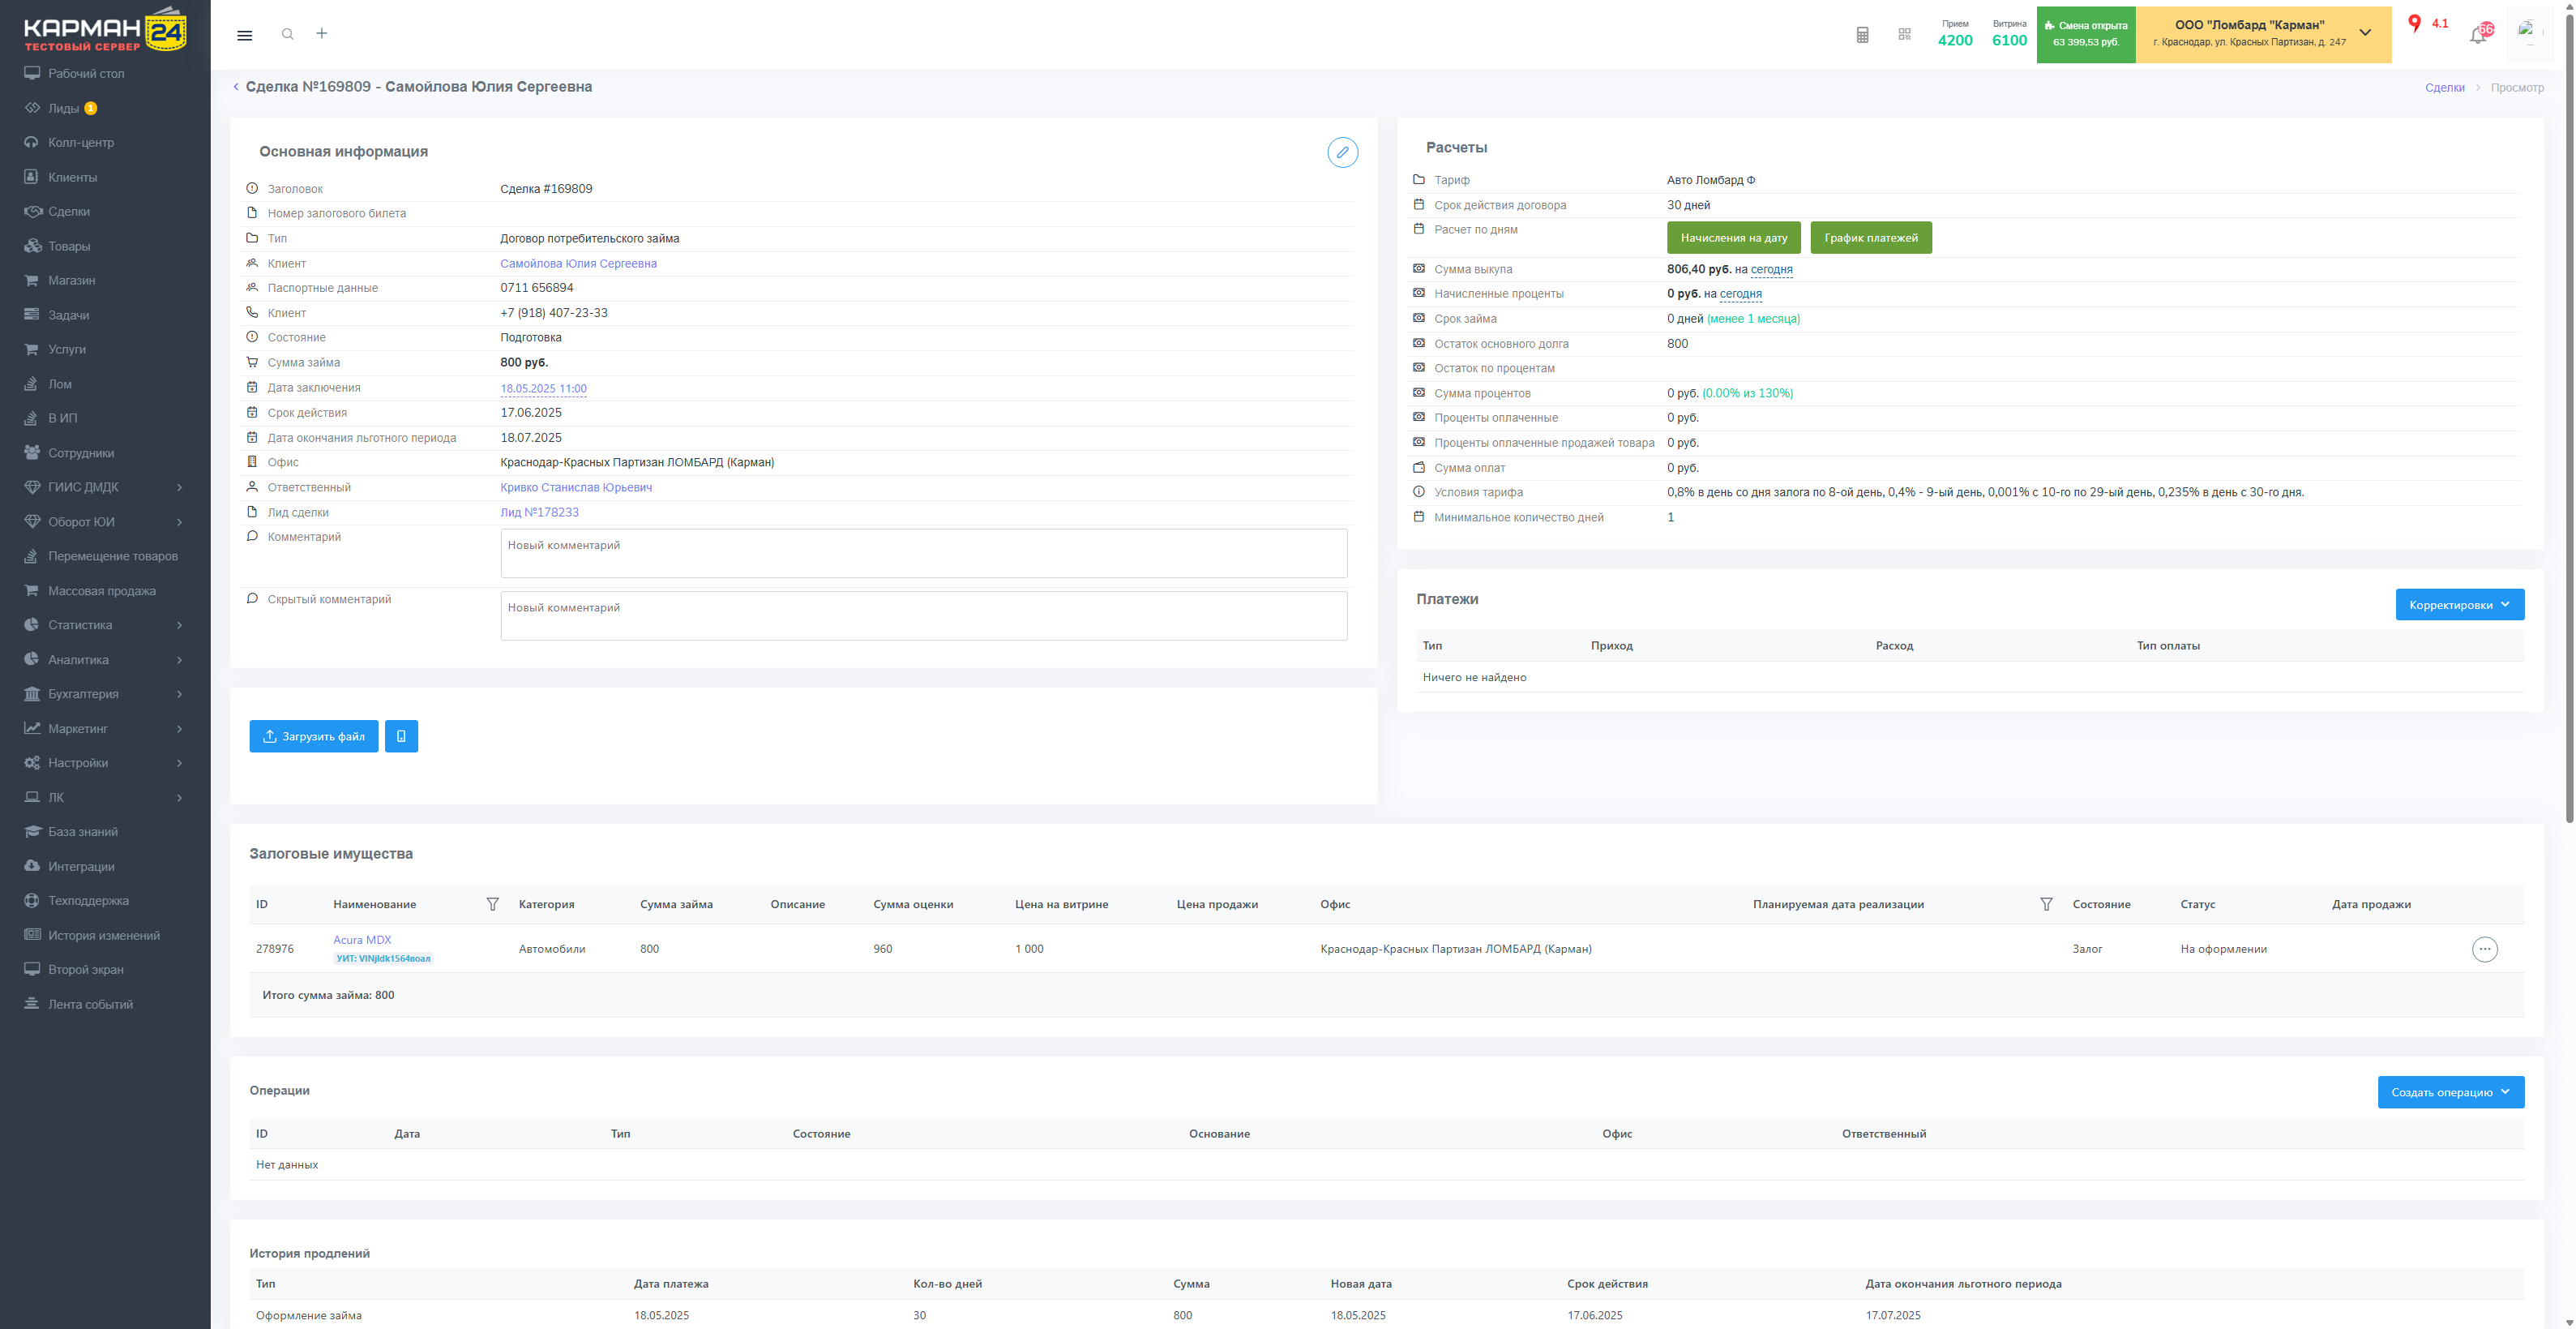 КАРМАН 24
ТЕСТОВЫЙ СЕРВЕР
Рабочий стол
Лиды 1
Колл-центр
Клиенты
Сделки
Товары
Магазин
Задачи
Услуги
Лом
В ИП
Сотрудники
ГИИС ДМДК
Оборот ЮИ
Перемещение товаров
Массовая продажа
Статистика
Аналитика
Бухгалтерия
Маркетинг
Настройки
ЛК
База знаний
Интеграции
Техподдержка
История изменений
Второй экран
Лента событий
Прием
4200
Витрина
6100
Смена открыта
63 399,53 руб.
ООО "Ломбард "Карман"
г. Краснодар, ул. Красных Партизан, д. 247
4.1
Сделка №169809 - Самойлова Юлия Сергеевна
Сделки > Просмотр
Основная информация
Заголовок Сделка #169809
Номер залогового билета
Тип Договор потребительского займа
Клиент Самойлова Юлия Сергеевна
Паспортные данные 0711 656894
Клиент +7 (918) 407-23-33
Состояние Подготовка
Сумма займа 800 руб.
Дата заключения 18.05.2025 11:00
Срок действия 17.06.2025
Дата окончания льготного периода 18.07.2025
Офис Краснодар-Красных Партизан ЛОМБАРД (Карман)
Ответственный Кривко Станислав Юрьевич
Лид сделки Лид №178233
Комментарий Новый комментарий
Скрытый комментарий Новый комментарий
Загрузить файл
Расчеты
Тариф Авто Ломбард Ф
Срок действия договора 30 дней
Расчет по дням Начисления на дату График платежей
Сумма выкупа 806,40 руб. на сегодня
Начисленные проценты 0 руб. на сегодня
Срок займа 0 дней (менее 1 месяца)
Остаток основного долга 800
Остаток по процентам
Сумма процентов 0 руб. (0.00% из 130%)
Проценты оплаченные 0 руб.
Проценты оплаченные продажей товара 0 руб.
Сумма оплат 0 руб.
Условия тарифа 0,8% в день со дня залога по 8-ой день, 0,4% - 9-ый день, 0,001% с 10-го по 29-ый день, 0,235% в день с 30-го дня.
Минимальное количество дней 1
Платежи
Корректировки
Тип Приход Расход Тип оплаты
Ничего не найдено
Залоговые имущества
ID Наименование Категория Сумма займа Описание Сумма оценки Цена на витрине Цена продажи Офис Планируемая дата реализации Состояние Статус Дата продажи
278976 Acura MDX Автомобили 800 960 1 000 Краснодар-Красных Партизан ЛОМБАРД (Карман) Залог На оформлении
УИТ: VINjldk1564воал
Итого сумма займа: 800
Операции
Создать операцию
ID Дата Тип Состояние Основание Офис Ответственный
Нет данных
История продлений
Тип Дата платежа Кол-во дней Сумма Новая дата Срок действия Дата окончания льготного периода
Оформление займа 18.05.2025 30 800 18.05.2025 17.06.2025 17.07.2025